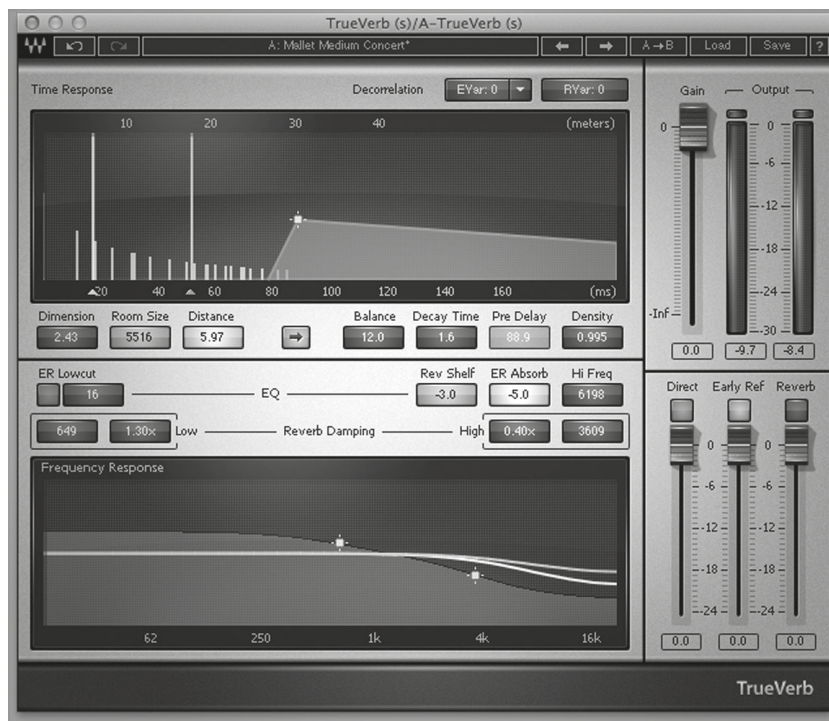 TrueVerb (s)/A-TrueVerb (s)
A: Mallet Medium Concert* A→B Load Save ?
Time Response Decorrelation EVar: 0 RVar: 0
10 20 30 40 (meters)
20 40 60 80 100 120 140 160 (ms)
Dimension Room Size Distance Balance Decay Time Pre Delay Density
2.43 5516 5.97 12.0 1.6 88.9 0.995
ER Lowcut Rev Shelf ER Absorb Hi Freq
16 EQ -3.0 -5.0 6198
649 1.30x Low Reverb Damping High 0.40x 3609
Frequency Response
62 250 1k 4k 16k
Gain Output
0 0
-6
-12
-18
-24
-Inf -30
0.0 -9.7 -8.4
Direct Early Ref Reverb
0 0
-6 -6
-12 -12
-18 -18
-24 -24
0.0 0.0 0.0
TrueVerb